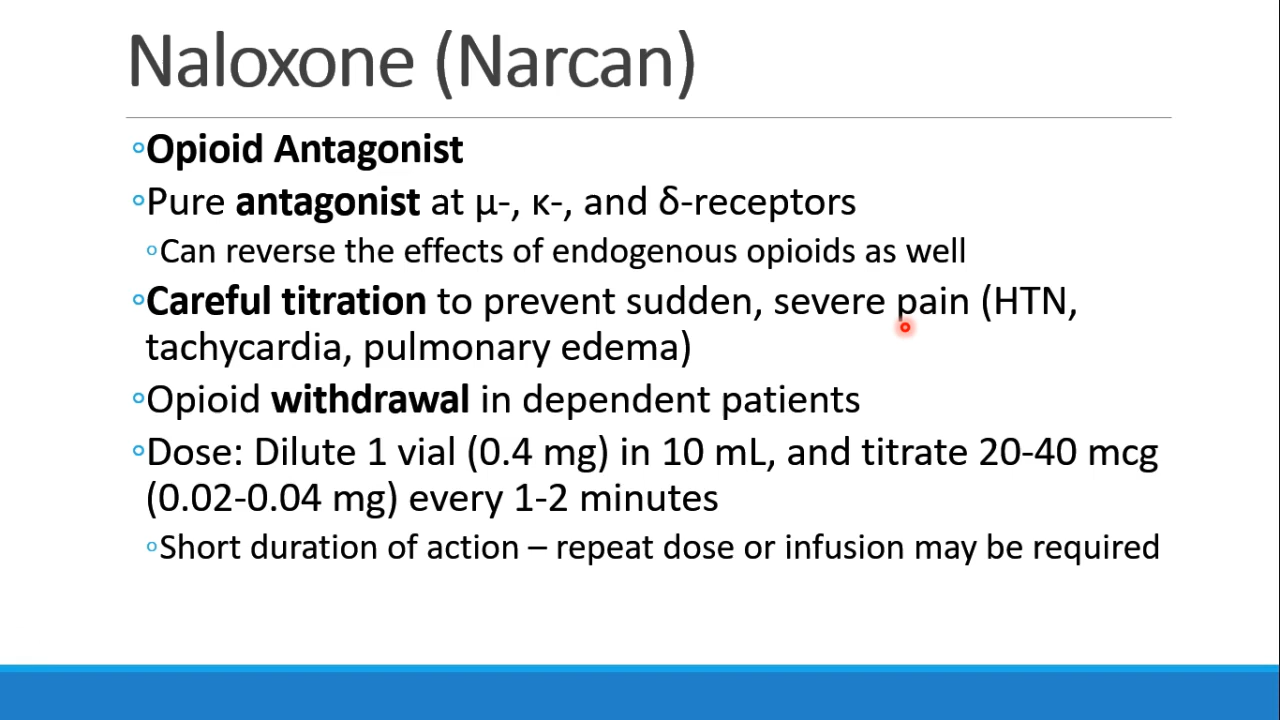 Naloxone (Narcan)
◦Opioid Antagonist
◦Pure antagonist at μ-, κ-, and δ-receptors
◦Can reverse the effects of endogenous opioids as well
◦Careful titration to prevent sudden, severe pain (HTN,
tachycardia, pulmonary edema)
◦Opioid withdrawal in dependent patients
◦Dose: Dilute 1 vial (0.4 mg) in 10 mL, and titrate 20-40 mcg
(0.02-0.04 mg) every 1-2 minutes
◦Short duration of action – repeat dose or infusion may be required